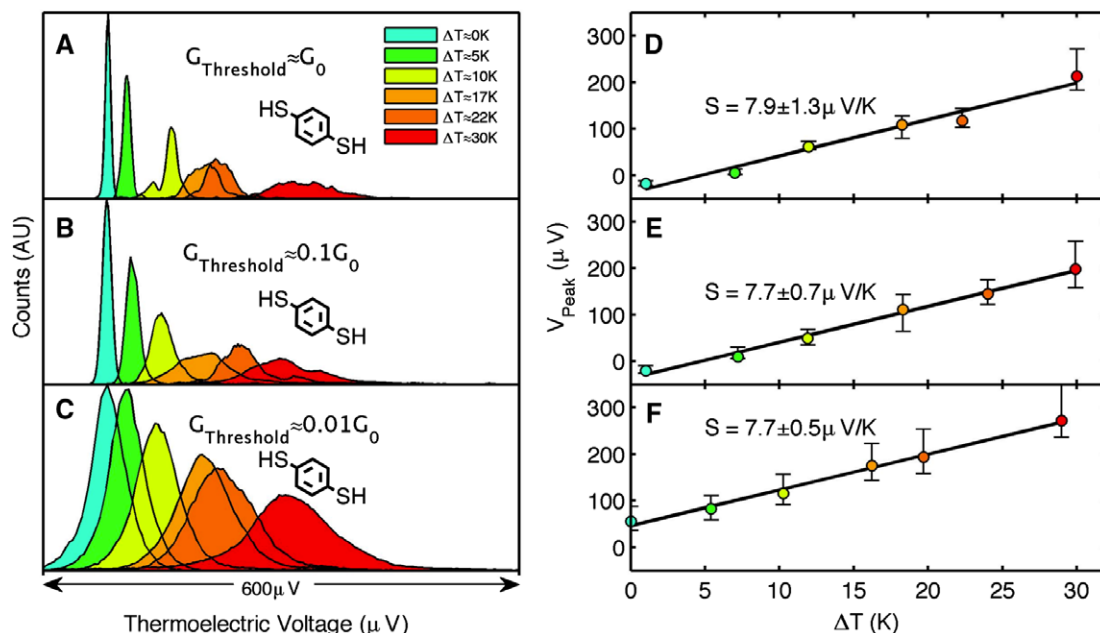 A
G_Threshold≈G_0
HS
SH
ΔT≈0K
ΔT≈5K
ΔT≈10K
ΔT≈17K
ΔT≈22K
ΔT≈30K
B
G_Threshold≈0.1G_0
HS
SH
C
G_Threshold≈0.01G_0
HS
SH
Counts (AU)
600μ V
Thermoelectric Voltage (μ V)
D
S = 7.9±1.3μ V/K
300
200
100
0
E
S = 7.7±0.7μ V/K
300
200
100
0
F
S = 7.7±0.5μ V/K
300
200
100
0
V_Peak (μ V)
0 5 10 15 20 25 30
ΔT (K)